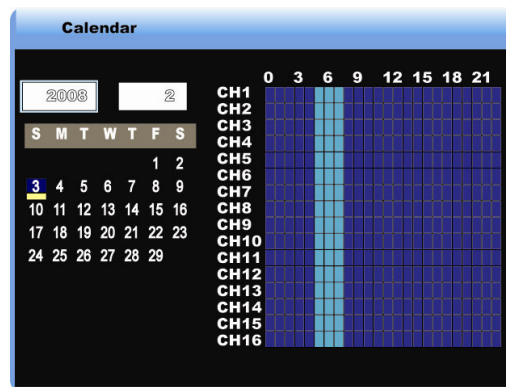 Calendar
2008 2
S M T W T F S
1 2
3 4 5 6 7 8 9
10 11 12 13 14 15 16
17 18 19 20 21 22 23
24 25 26 27 28 29
0 3 6 9 12 15 18 21
CH1
CH2
CH3
CH4
CH5
CH6
CH7
CH8
CH9
CH10
CH11
CH12
CH13
CH14
CH15
CH16